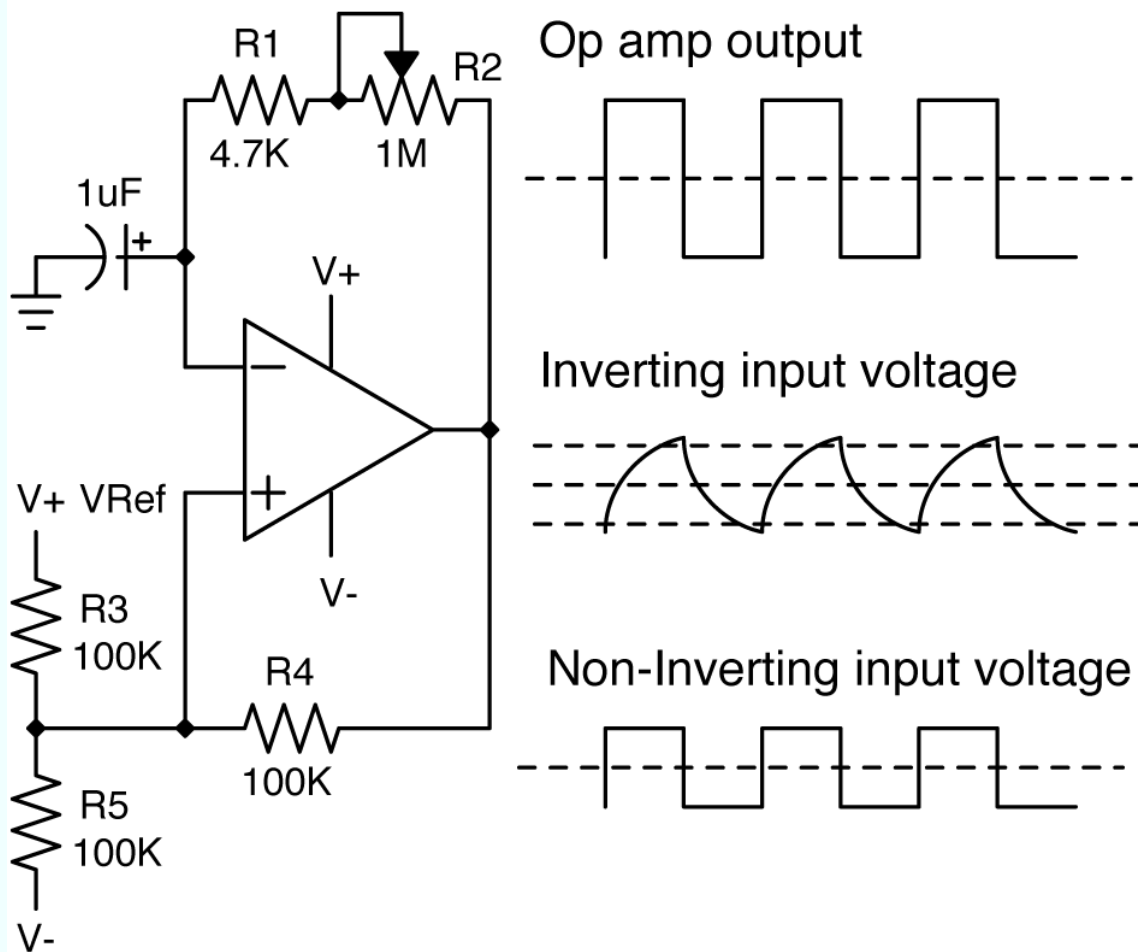 R1
4.7K
R2
1M
1uF
+
V+
−
+
V-
V+ VRef
R3
100K
R4
100K
R5
100K
V-
Op amp output
Inverting input voltage
Non-Inverting input voltage